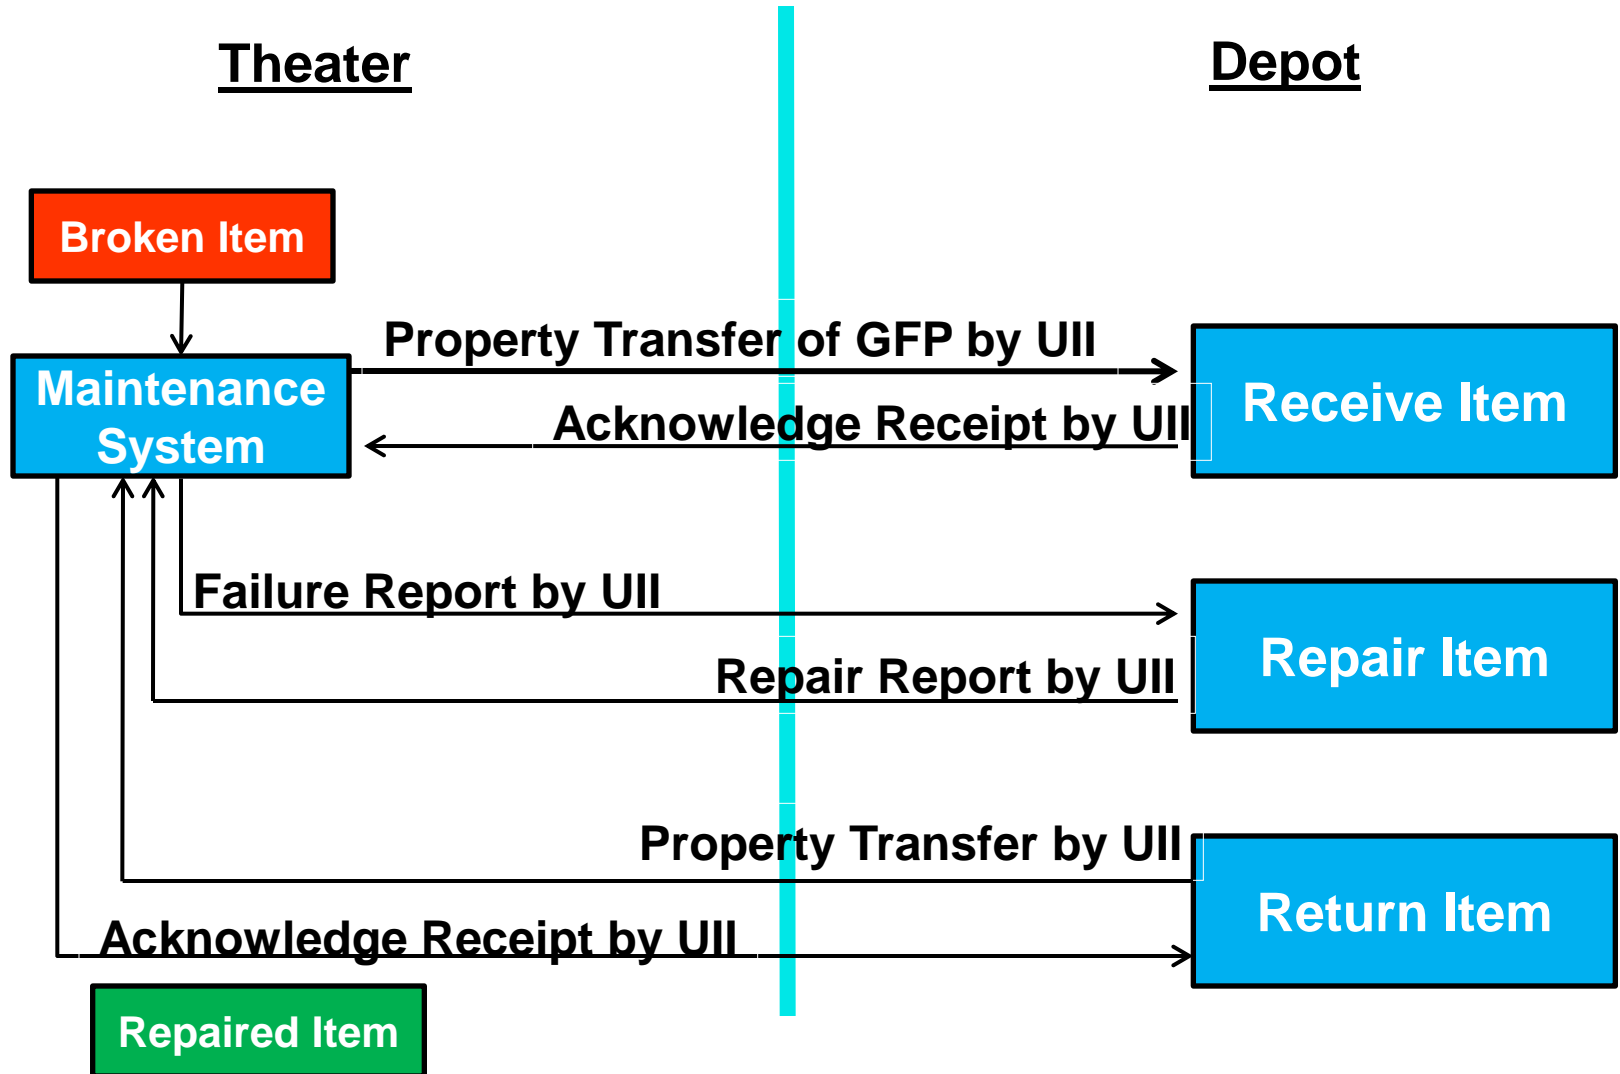 Theater
Depot
Broken Item
Property Transfer of GFP by UII
Maintenance
System
Receive Item
Acknowledge Receipt by UII
Failure Report by UII
Repair Item
Repair Report by UII
Property Transfer by UII
Return Item
Acknowledge Receipt by UII
Repaired Item